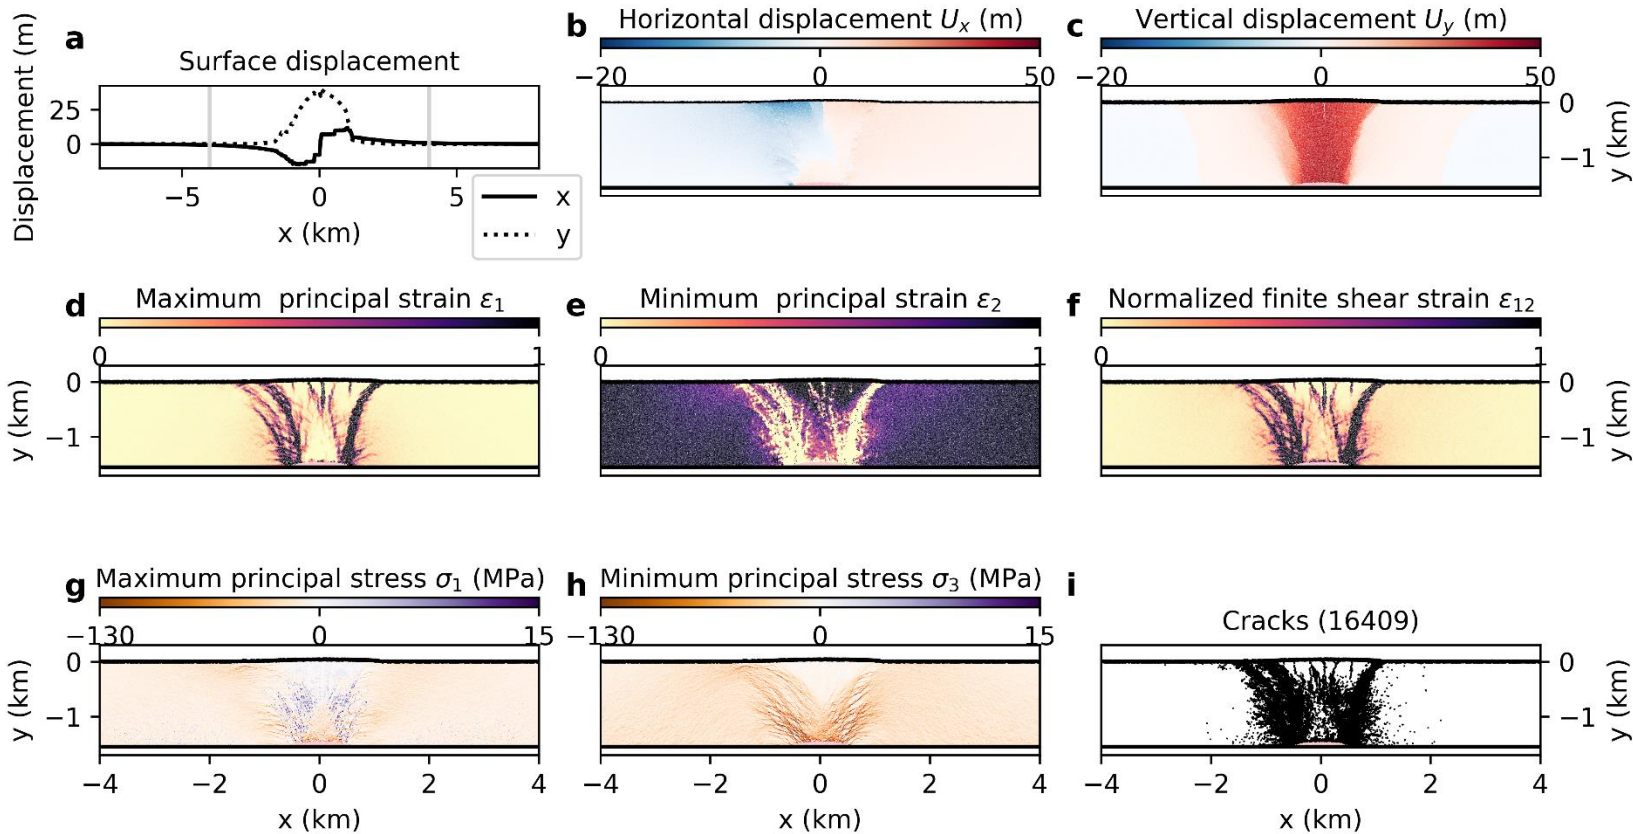 a
Displacement (m)
Surface displacement
25
0
−5
0
5
x (km)
x
y
b
Horizontal displacement Uₓ (m)
−20
0
50
c
Vertical displacement U_y (m)
−20
0
50
0
−1
y (km)
d
Maximum  principal strain ε₁
0
1
0
−1
y (km)
e
Minimum  principal strain ε₂
0
1
f
Normalized finite shear strain ε₁₂
0
1
0
−1
y (km)
g
Maximum principal stress σ₁ (MPa)
−130
0
15
0
−1
y (km)
−4
−2
0
2
4
x (km)
h
Minimum principal stress σ₃ (MPa)
−130
0
15
−4
−2
0
2
4
x (km)
i
Cracks (16409)
0
−1
y (km)
−4
−2
0
2
4
x (km)